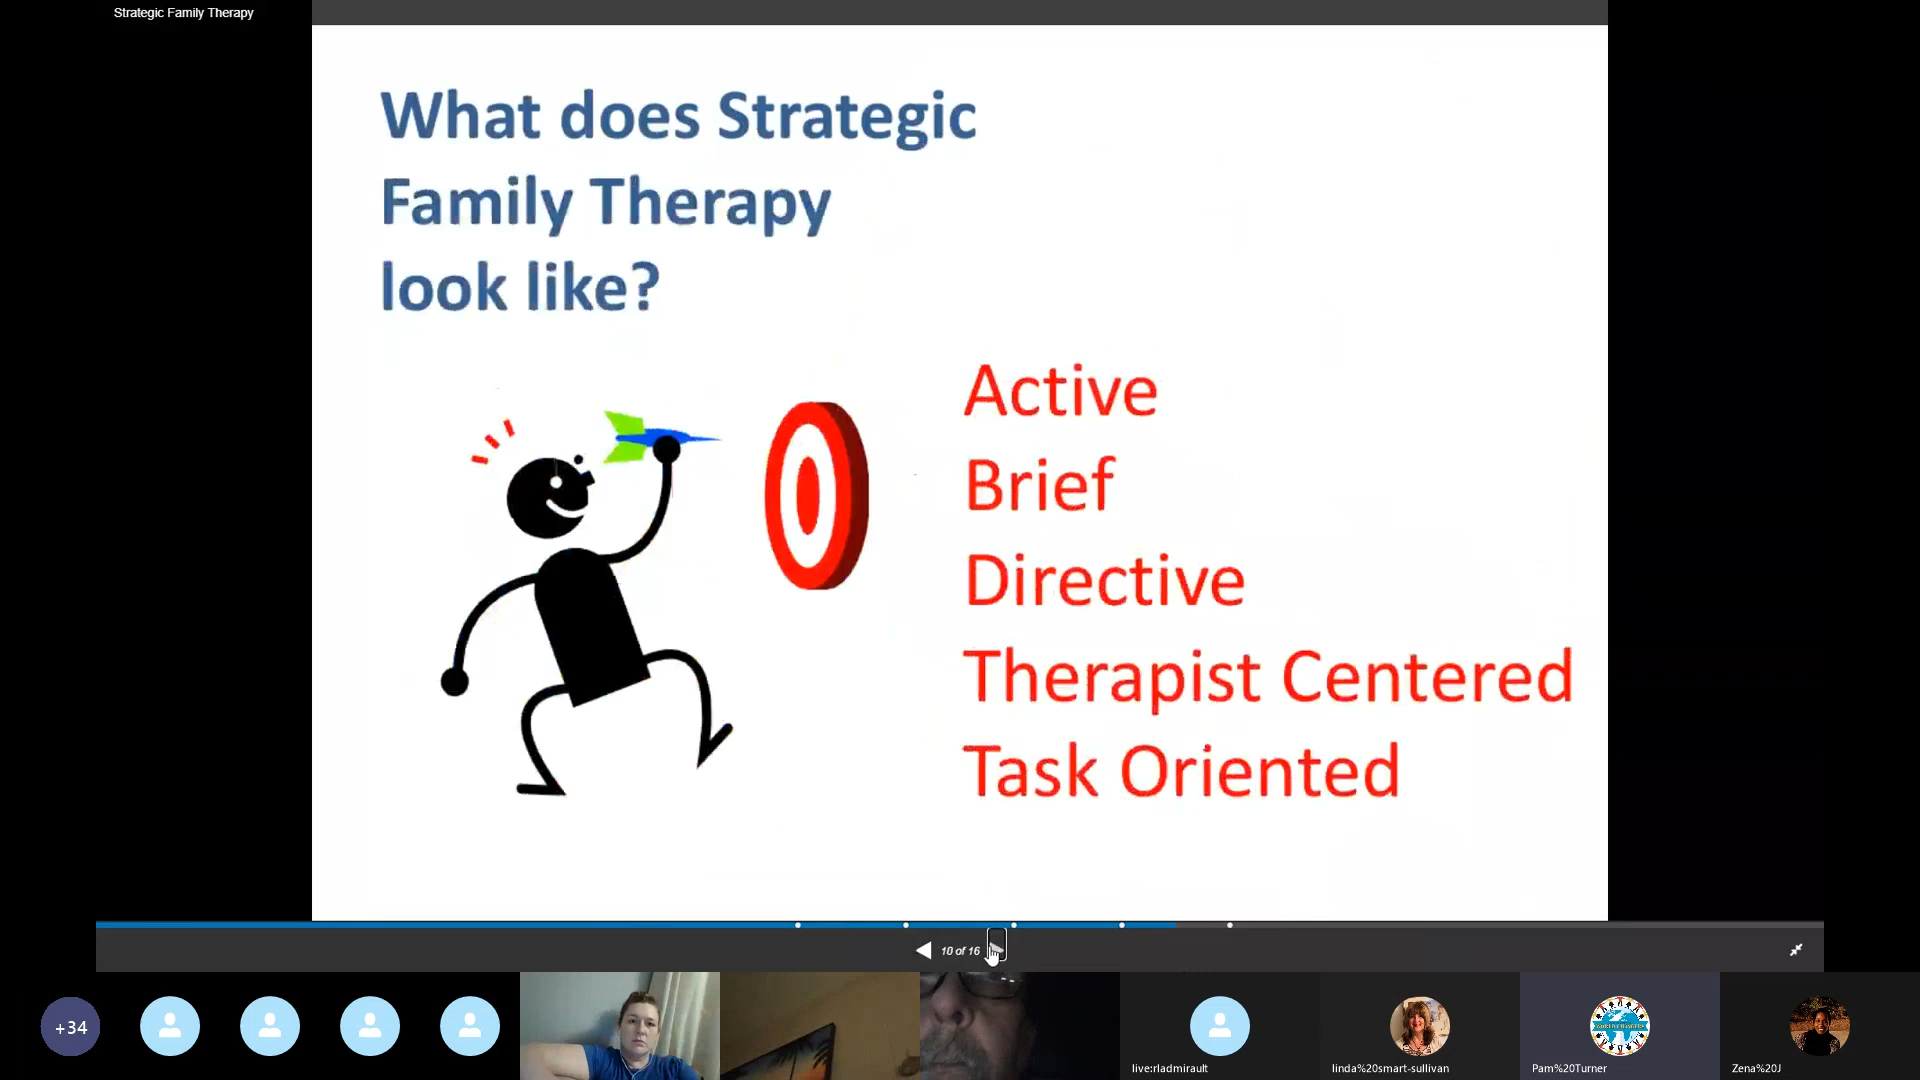 Strategic Family Therapy
What does Strategic
Family Therapy
look like?
Active
Brief
Directive
Therapist Centered
Task Oriented
10 of 16
+34
live:rladmirault
linda%20smart-sullivan
Pam%20Turner
Zena%20J